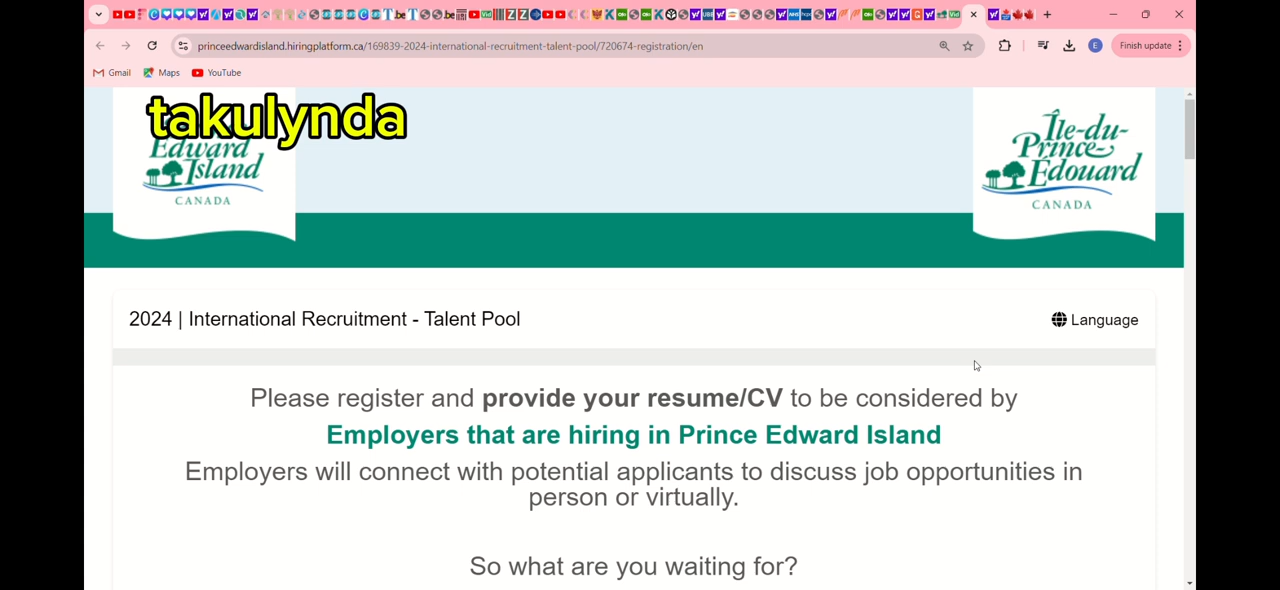 princeedwardisland.hiringplatform.ca/169839-2024-international-recruitment-talent-pool/720674-registration/en
Finish update
Gmail
Maps
YouTube
takulynda
Edward
Island
CANADA
Île-du-
Prince-
Édouard
CANADA
2024 | International Recruitment - Talent Pool
Language
Please register and provide your resume/CV to be considered by
Employers that are hiring in Prince Edward Island
Employers will connect with potential applicants to discuss job opportunities in
person or virtually.
So what are you waiting for?